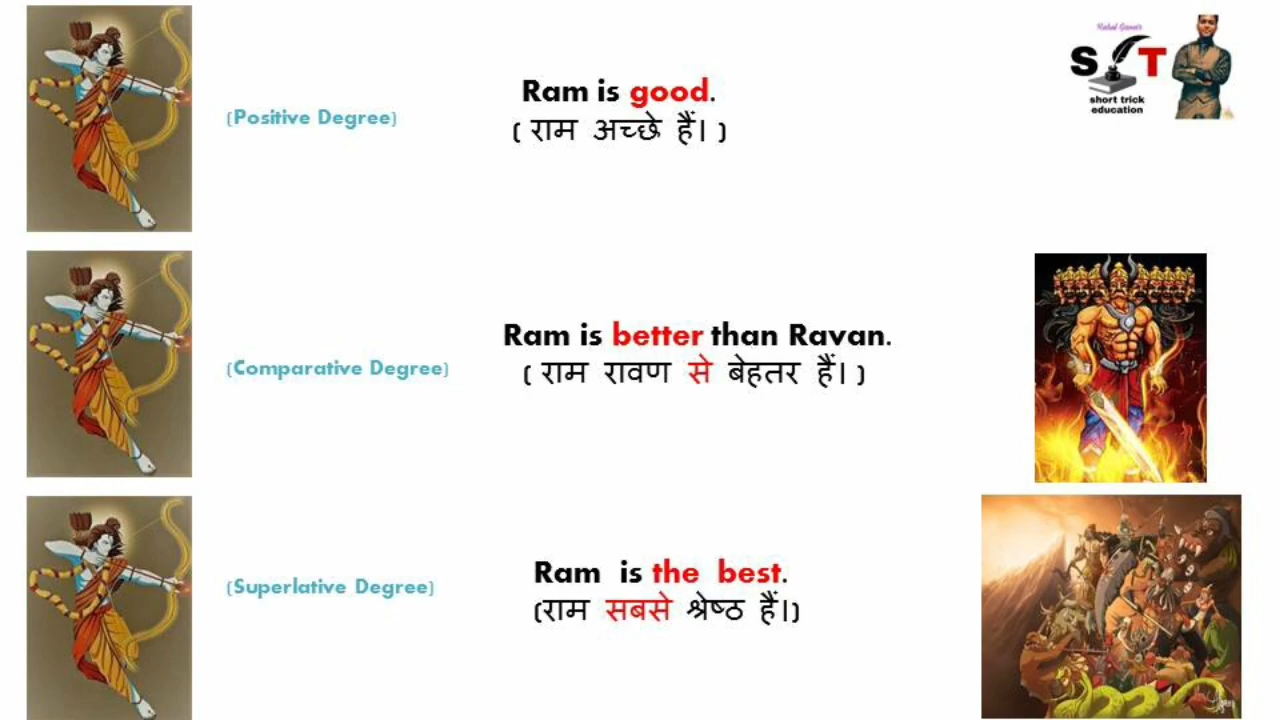 (Positive Degree)
Ram is good.
( राम अच्छे हैं। )
S T
short trick
education
(Comparative Degree)
Ram is better than Ravan.
( राम रावण से बेहतर हैं। )
(Superlative Degree)
Ram is the best.
(राम सबसे श्रेष्ठ हैं।)